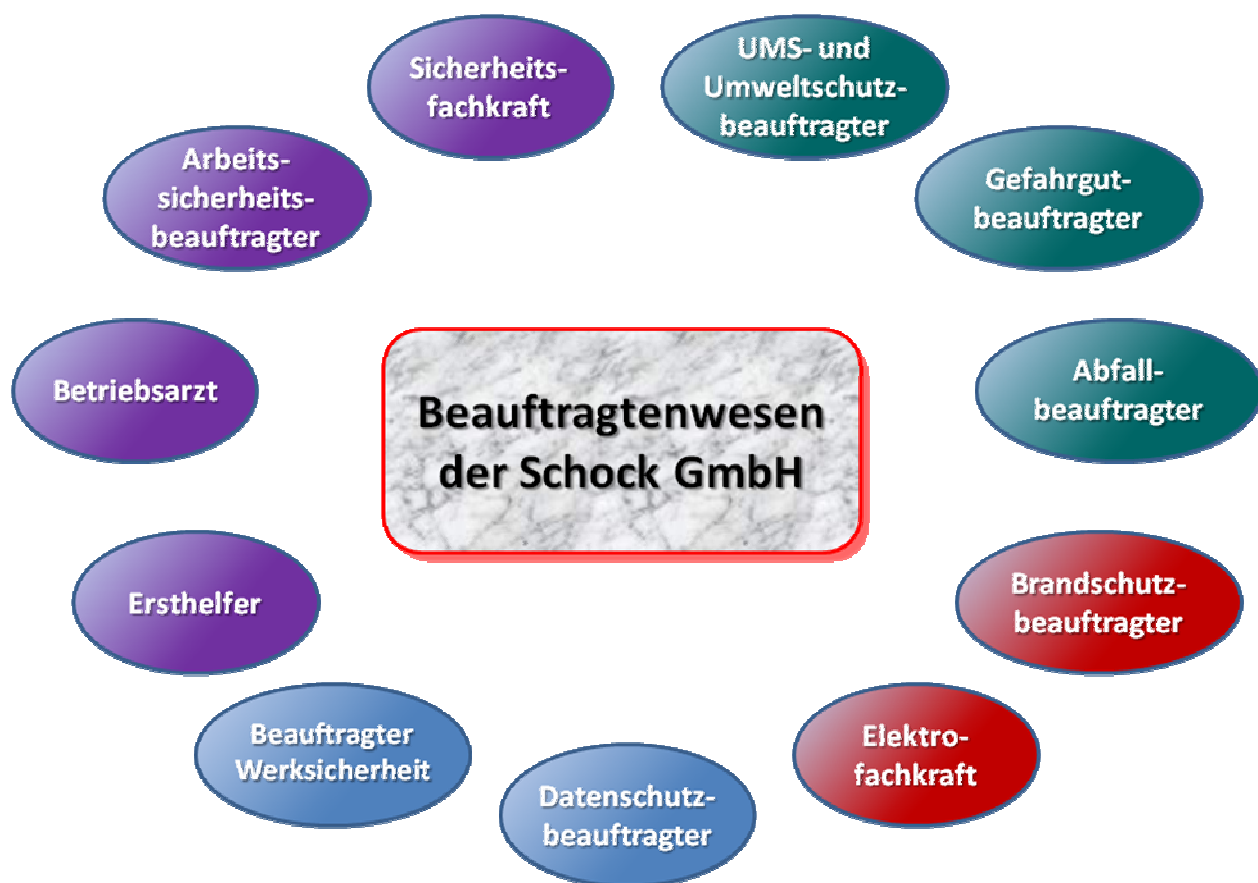 Sicherheits-
fachkraft
UMS- und
Umweltschutz-
beauftragter
Arbeits-
sicherheits-
beauftragter
Gefahrgut-
beauftragter
Betriebsarzt
Beauftragtenwesen
der Schock GmbH
Abfall-
beauftragter
Ersthelfer
Brandschutz-
beauftragter
Beauftragter
Werksicherheit
Datenschutz-
beauftragter
Elektro-
fachkraft